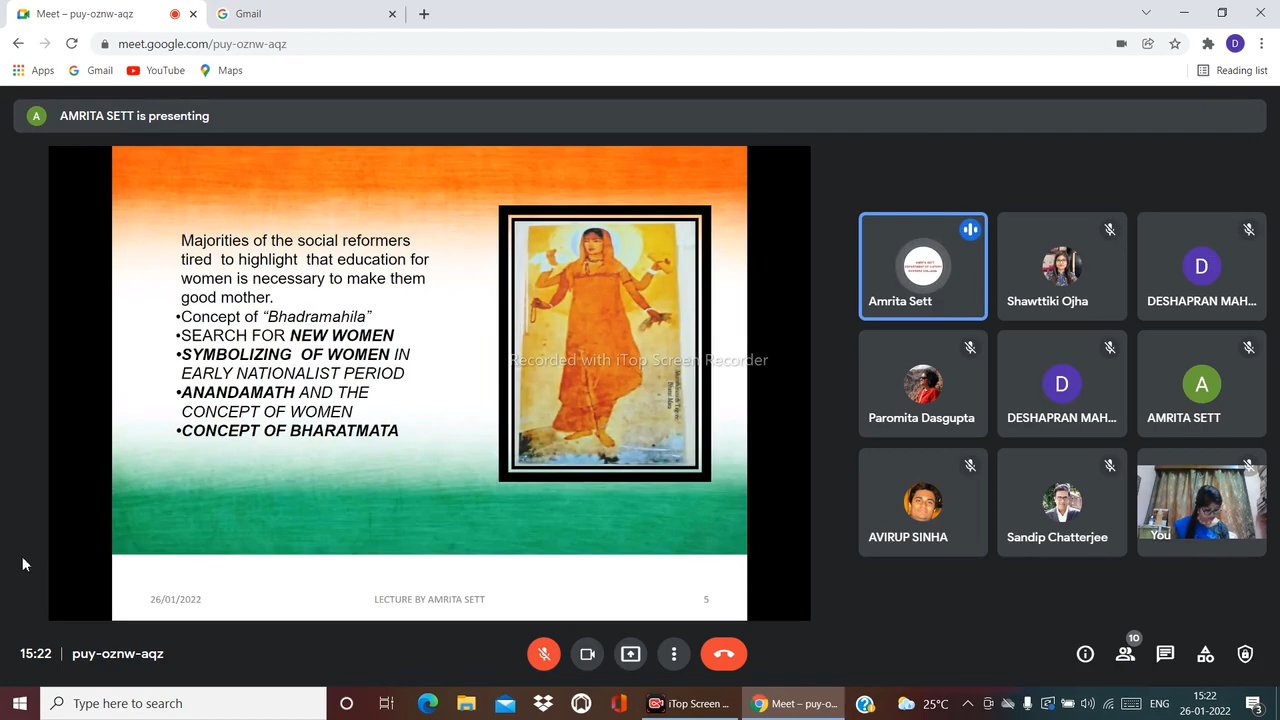 Meet – puy-oznw-aqz
Gmail
meet.google.com/puy-oznw-aqz
D
Apps
Gmail
YouTube
Maps
Reading list
A
AMRITA SETT is presenting
Majorities of the social reformers
tired to highlight that education for
women is necessary to make them
good mother.
•Concept of “Bhadramahila”
•SEARCH FOR NEW WOMEN
•SYMBOLIZING OF WOMEN IN
EARLY NATIONALIST PERIOD
•ANANDAMATH AND THE
CONCEPT OF WOMEN
•CONCEPT OF BHARATMATA
Recorded with iTop Screen Recorder
26/01/2022
LECTURE BY AMRITA SETT
5
Amrita Sett
Shawttiki Ojha
D
DESHAPRAN MAH...
Paromita Dasgupta
D
DESHAPRAN MAH...
A
AMRITA SETT
AVIRUP SINHA
Sandip Chatterjee
You
15:22
puy-oznw-aqz
10
Type here to search
iTop Screen ...
Meet – puy-o...
25°C
ENG
15:22
26-01-2022
3